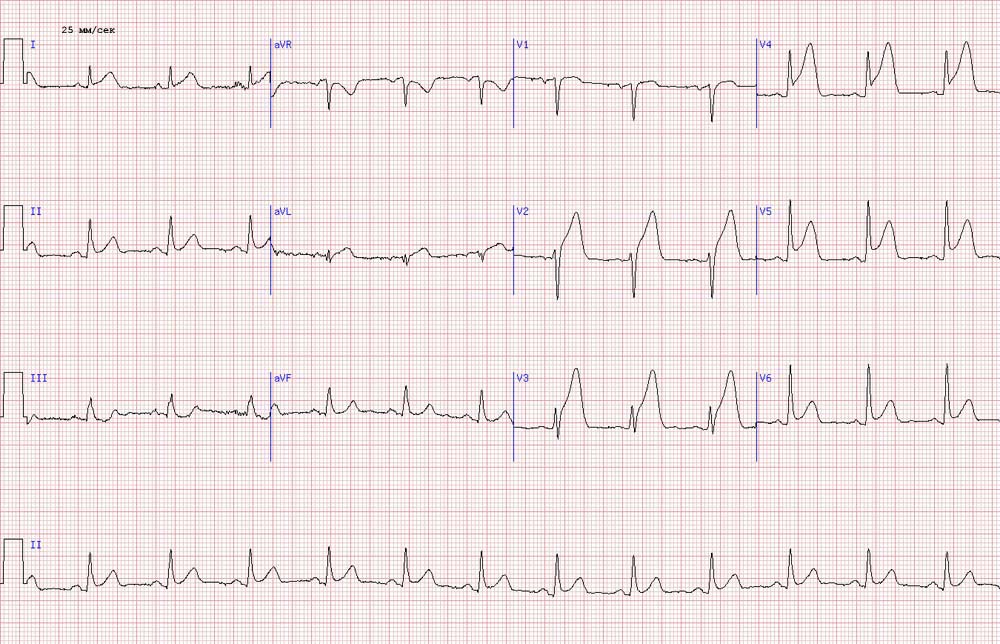 25 мм/сек
I aVR V1 V4
II aVL V2 V5
III aVF V3 V6
II